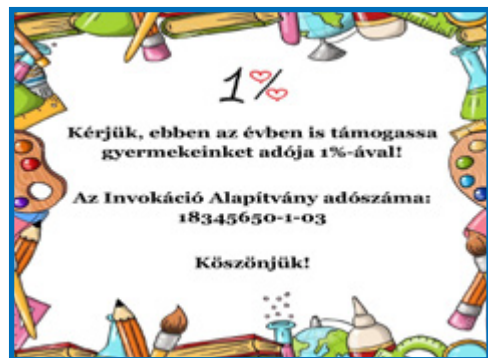 1%
Kérjük, ebben az évben is támogassa
gyermekeinket adója 1%-ával!
Az Invokáció Alapítvány adószáma:
18345650-1-03
Köszönjük!